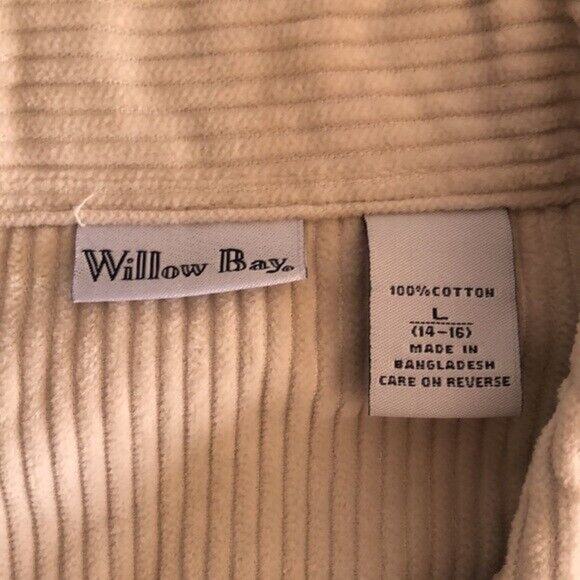 Willow Bay®
100%COTTON
L
(14-16)
MADE IN
BANGLADESH
CARE ON REVERSE